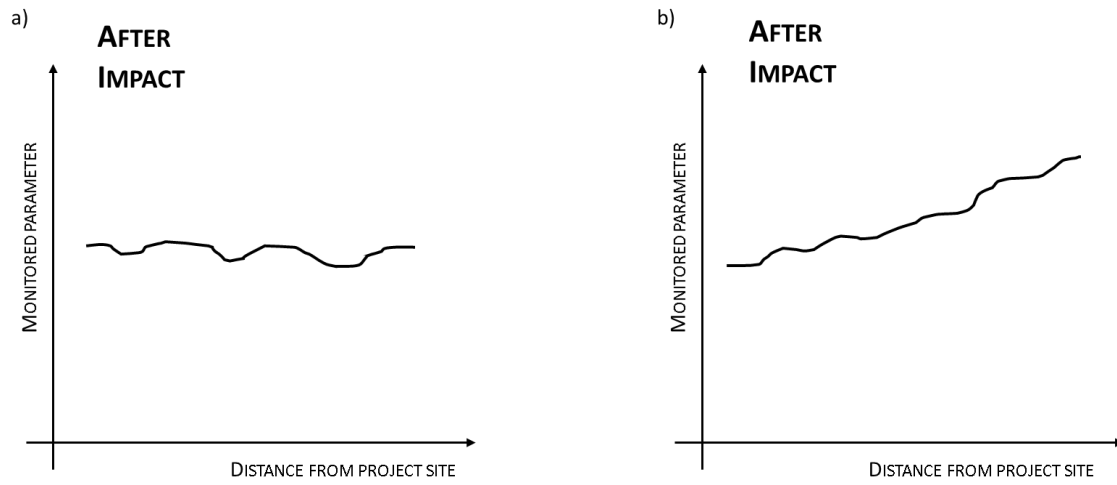 a)
AFTER
IMPACT
MONITORED PARAMETER
DISTANCE FROM PROJECT SITE
b)
AFTER
IMPACT
MONITORED PARAMETER
DISTANCE FROM PROJECT SITE